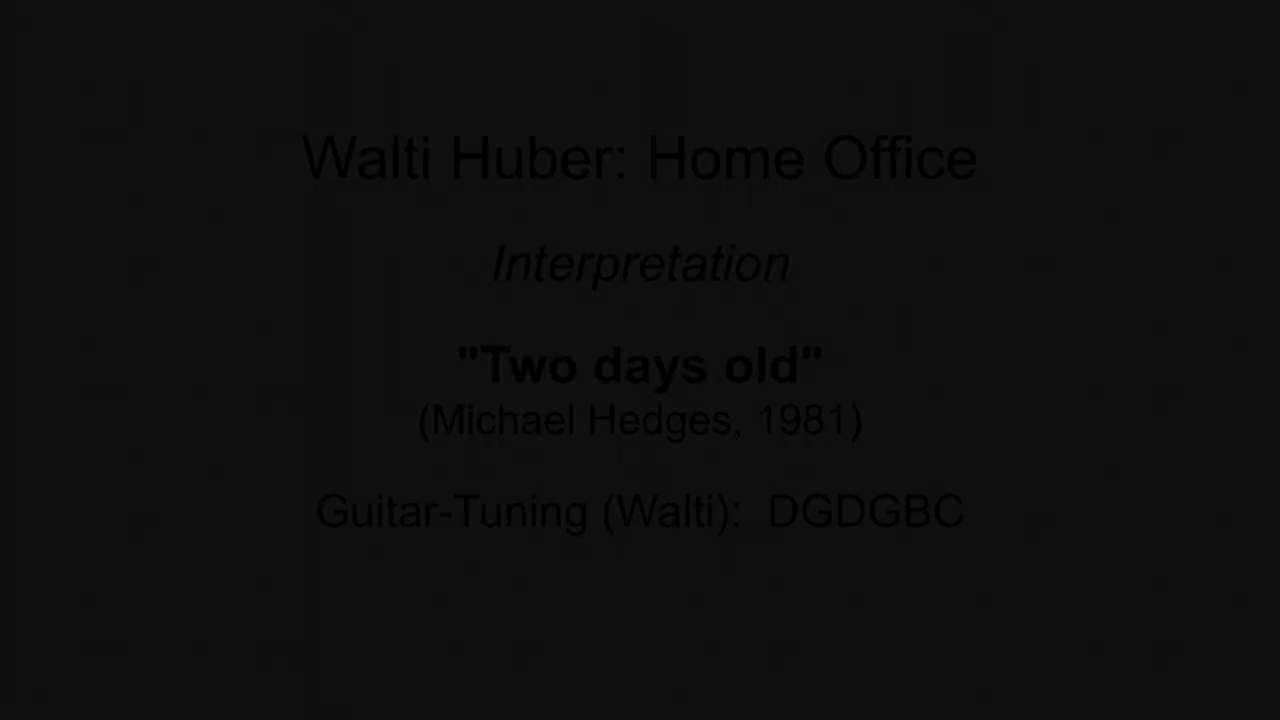 Walti Huber: Home Office
Interpretation
"Two days old"
(Michael Hedges, 1981)
Guitar-Tuning (Walti): DGDGBC